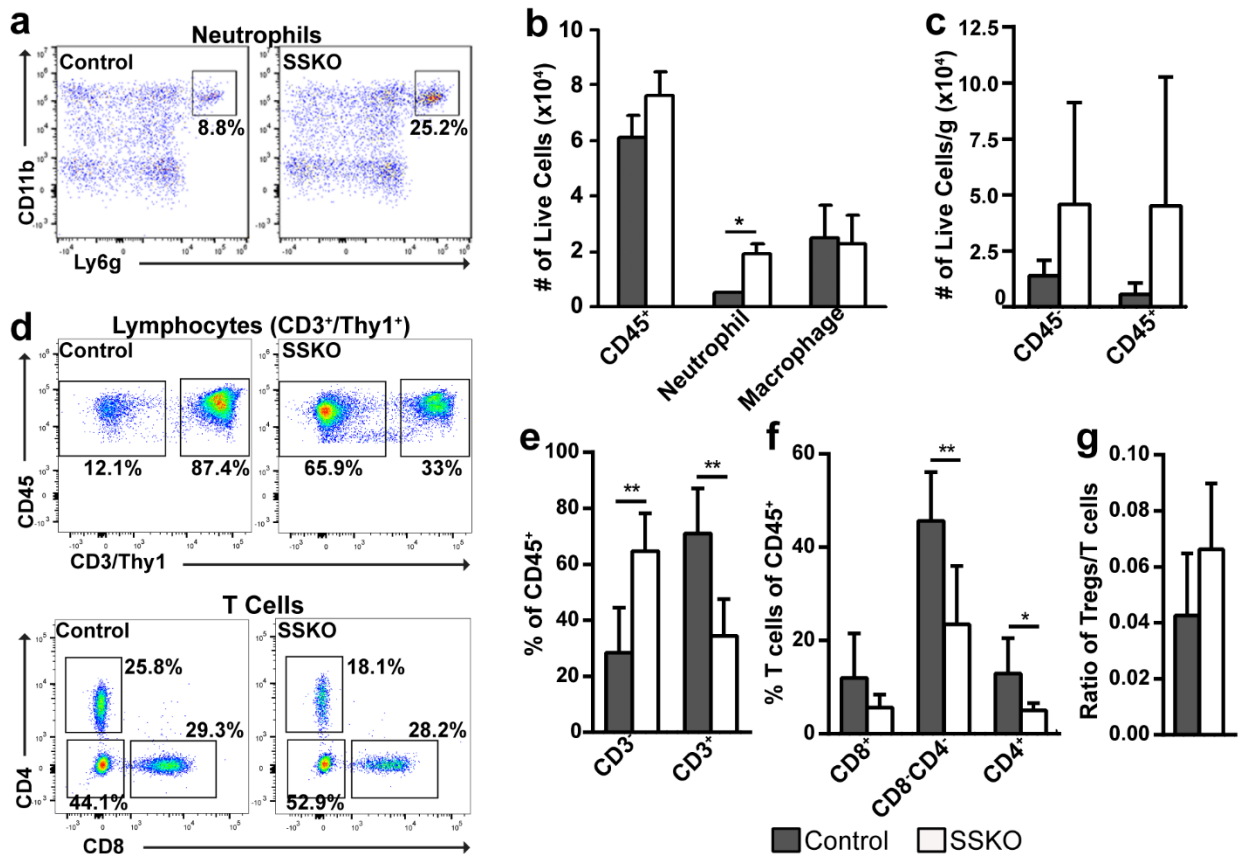 a
Neutrophils
Control
SSKO
8.8%
25.2%
CD11b
Ly6g
b
# of Live Cells (x10⁴)
10
8
6
4
2
0
*
CD45⁺
Neutrophil
Macrophage
c
# of Live Cells/g (x10⁴)
12.5
10.0
7.5
5.0
2.5
0
CD45⁻
CD45⁺
d
Lymphocytes (CD3⁺/Thy1⁺)
Control
SSKO
12.1%
87.4%
65.9%
33%
CD45
CD3/Thy1
T Cells
Control
SSKO
25.8%
29.3%
44.1%
18.1%
28.2%
52.9%
CD4
CD8
e
% of CD45⁺
100
80
60
40
20
0
**
**
CD3⁻
CD3⁺
f
% T cells of CD45⁺
60
40
20
0
**
*
CD8⁺
CD8⁻CD4⁻
CD4⁺
g
Ratio of Tregs/T cells
0.10
0.08
0.06
0.04
0.02
0.00
Control
SSKO